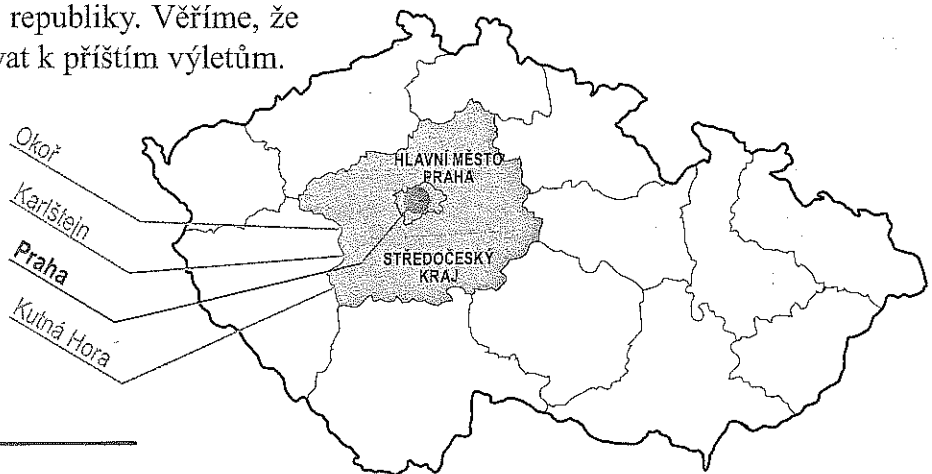 republiky. Věříme, že
vat k příštím výletům.
Okoř
Karlštejn
Praha
Kutná Hora
HLAVNÍ MĚSTO
PRAHA
STŘEDOČESKÝ
KRAJ